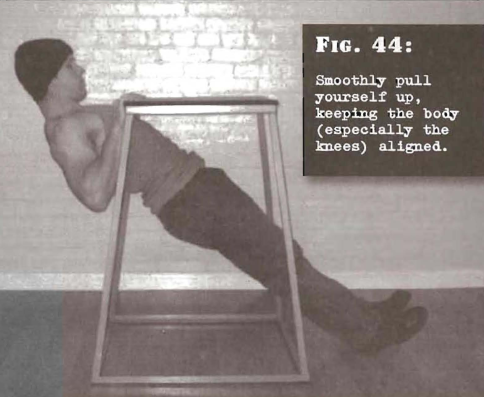 FIG. 44:
Smoothly pull
yourself up,
keeping the body
(especially the
knees) aligned.